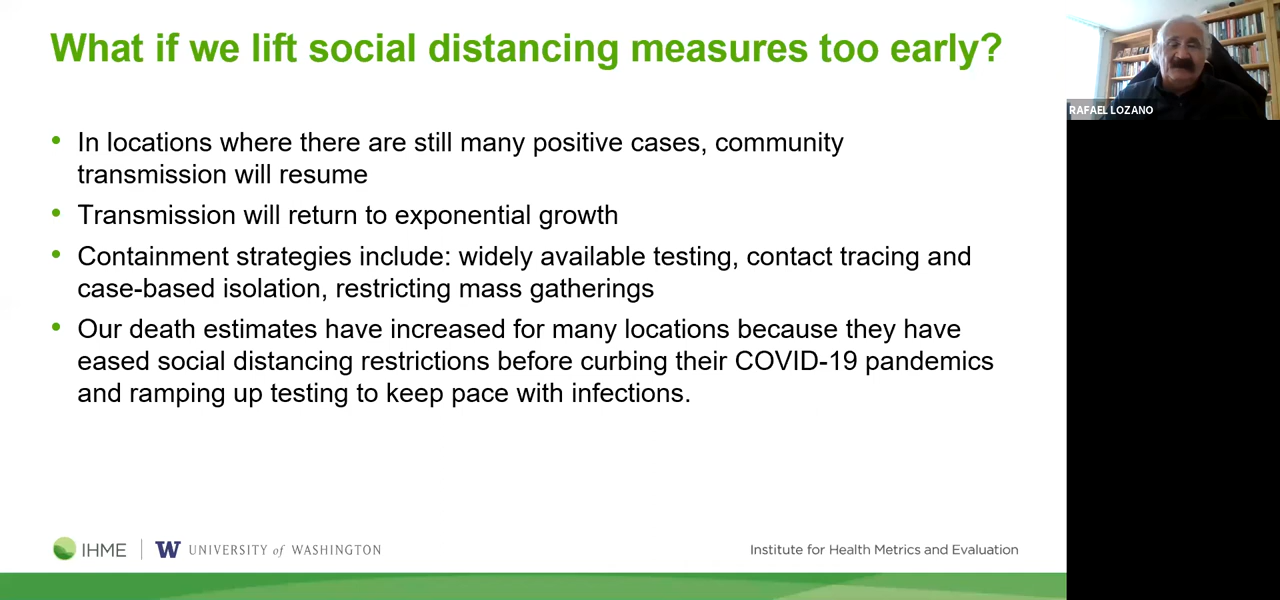 What if we lift social distancing measures too early?
RAFAEL LOZANO
• In locations where there are still many positive cases, community
transmission will resume
• Transmission will return to exponential growth
• Containment strategies include: widely available testing, contact tracing and
case-based isolation, restricting mass gatherings
• Our death estimates have increased for many locations because they have
eased social distancing restrictions before curbing their COVID-19 pandemics
and ramping up testing to keep pace with infections.
IHME | W UNIVERSITY of WASHINGTON
Institute for Health Metrics and Evaluation